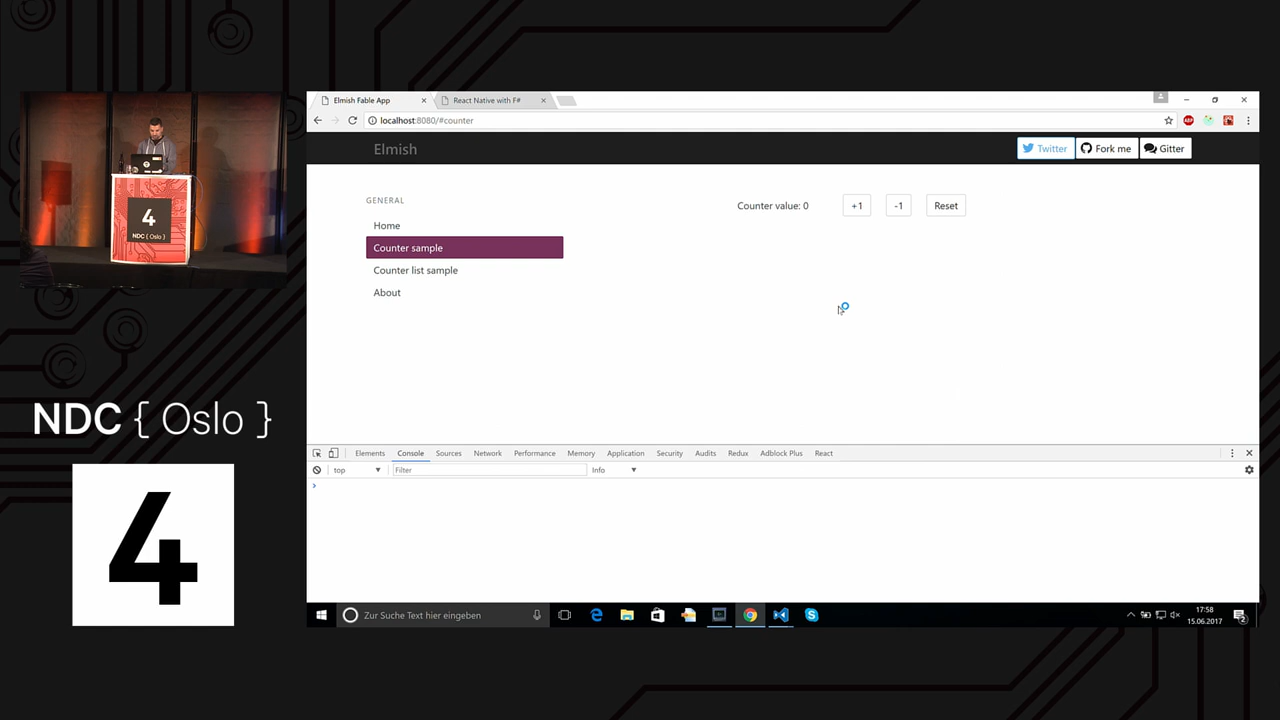 4
NDC { Oslo }
NDC { Oslo }
4
Elmish Fable App
React Native with F#
localhost:8080/#counter
ABP
Elmish
Twitter
Fork me
Gitter
GENERAL
Home
Counter sample
Counter list sample
About
Counter value: 0
+1
-1
Reset
Elements
Console
Sources
Network
Performance
Memory
Application
Security
Audits
Redux
Adblock Plus
React
top
Filter
Info
Zur Suche Text hier eingeben
17:58
15.06.2017
2